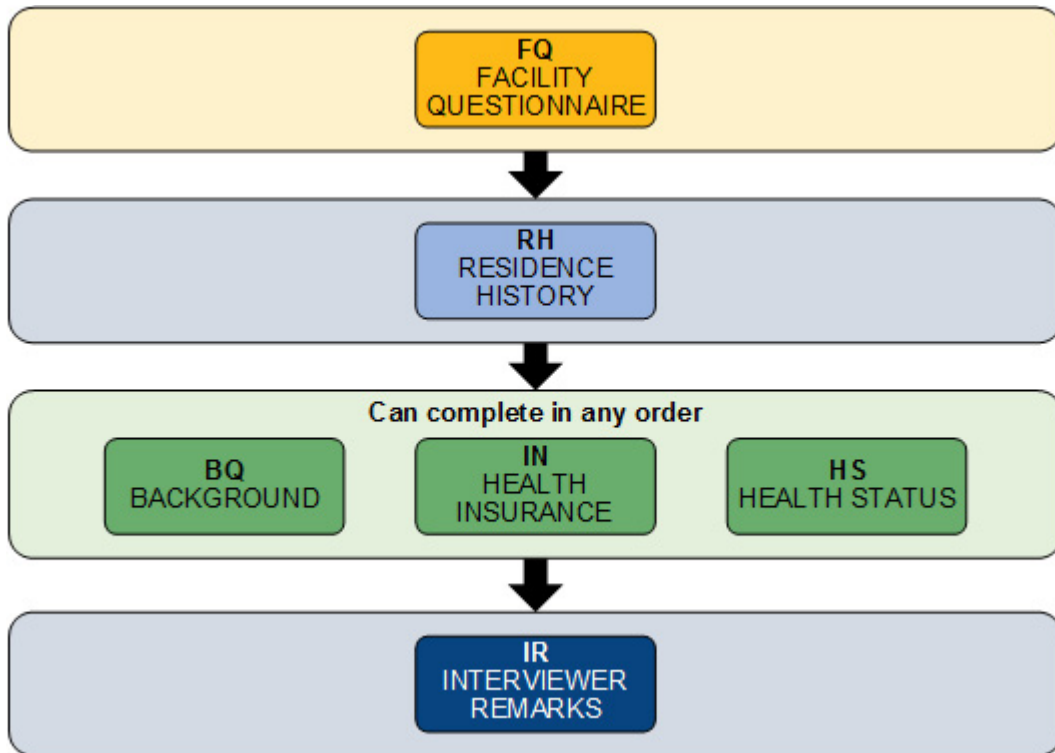 FQ
FACILITY
QUESTIONNAIRE
RH
RESIDENCE
HISTORY
Can complete in any order
BQ
BACKGROUND
IN
HEALTH
INSURANCE
HS
HEALTH STATUS
IR
INTERVIEWER
REMARKS